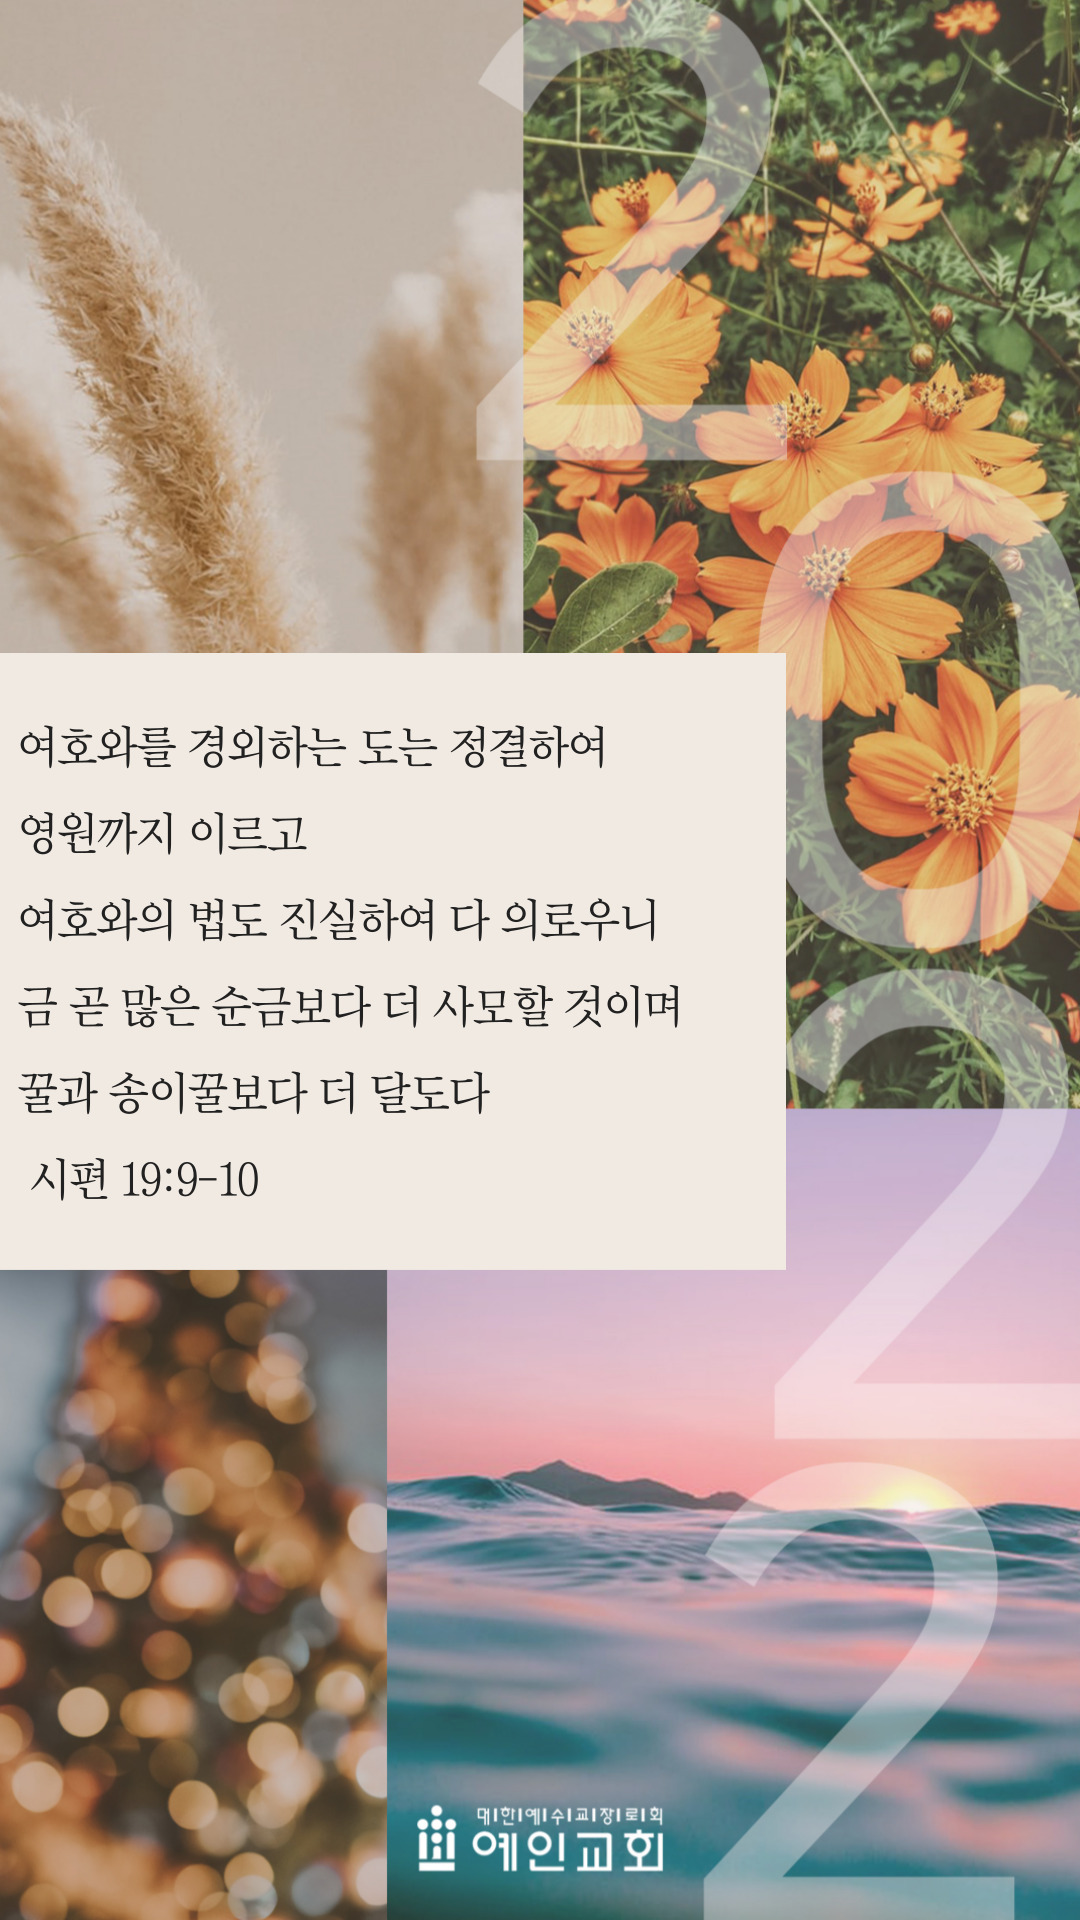 2
0
2
2
여호와를 경외하는 도는 정결하여
영원까지 이르고
여호와의 법도 진실하여 다 의로우니
금 곧 많은 순금보다 더 사모할 것이며
꿀과 송이꿀보다 더 달도다
시편 19:9-10
대한예수교장로회
예인교회